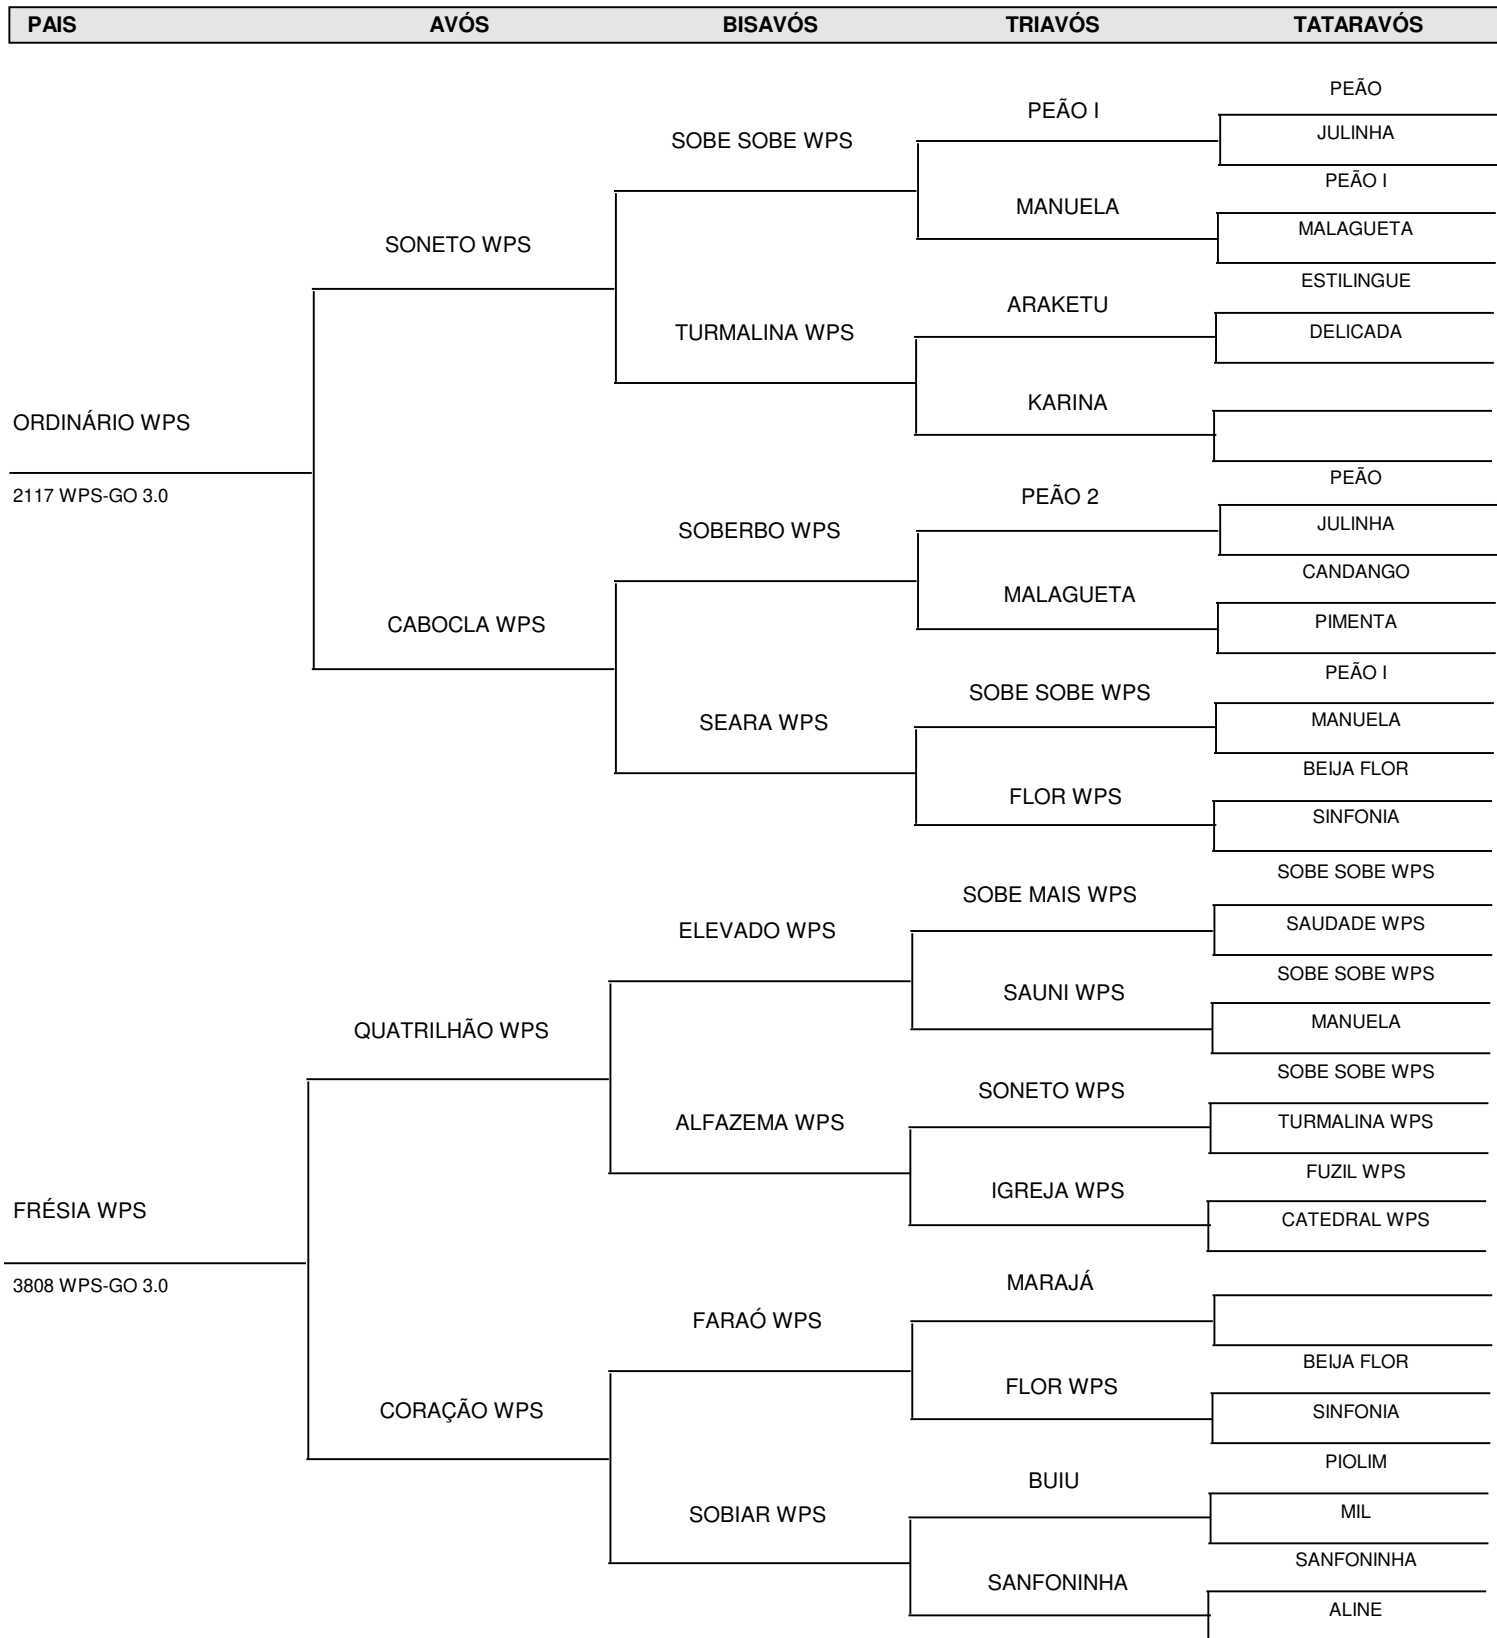 PAIS AVÓS BISAVÓS TRIAVÓS TATARAVÓS
PEÃO
PEÃO I
JULINHA
SOBE SOBE WPS
PEÃO I
MANUELA
MALAGUETA
SONETO WPS
ESTILINGUE
ARAKETU
TURMALINA WPS
DELICADA
KARINA
ORDINÁRIO WPS
PEÃO
2117 WPS-GO 3.0
PEÃO 2
JULINHA
SOBERBO WPS
CANDANGO
MALAGUETA
CABOCLA WPS
PIMENTA
PEÃO I
SOBE SOBE WPS
SEARA WPS
MANUELA
BEIJA FLOR
FLOR WPS
SINFONIA
SOBE SOBE WPS
SOBE MAIS WPS
ELEVADO WPS
SAUDADE WPS
SOBE SOBE WPS
SAUNI WPS
QUATRILHÃO WPS
MANUELA
SOBE SOBE WPS
SONETO WPS
ALFAZEMA WPS
TURMALINA WPS
FUZIL WPS
IGREJA WPS
FRÉSIA WPS
CATEDRAL WPS
3808 WPS-GO 3.0
MARAJÁ
FARAÓ WPS
BEIJA FLOR
FLOR WPS
CORAÇÃO WPS
SINFONIA
PIOLIM
BUIU
SOBIAR WPS
MIL
SANFONINHA
SANFONINHA
ALINE